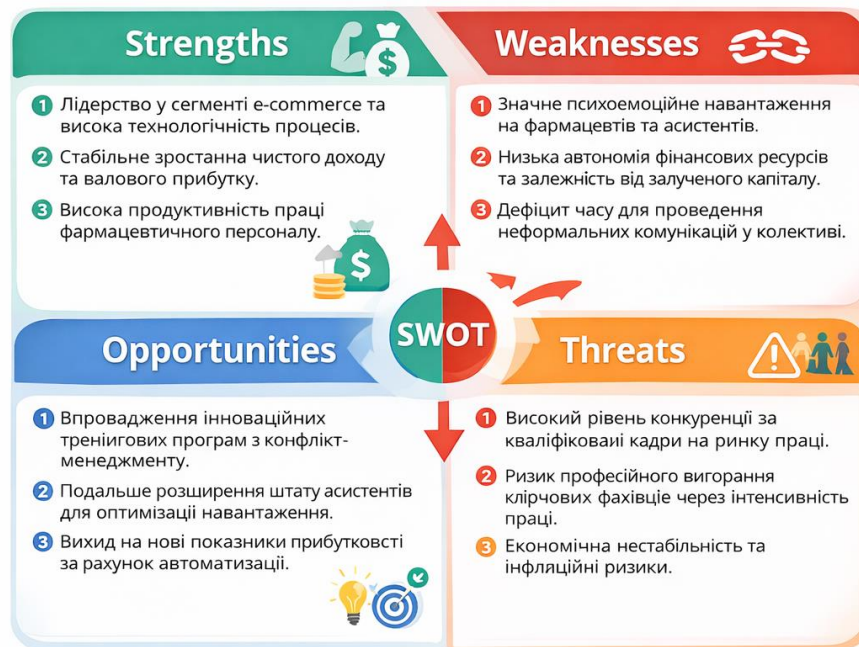 Strengths
$
1 Лідерство у сегменті e-commerce та
висока технологічність процесів.
2 Стабільне зростанна чистого доходу
та валового прибутку.
3 Висока продуктивність праці
фармацевтичного персоналу.
$
Weaknesses
1 Значне психоемоційне навантаження
на фармацевтів та асистентів.
2 Низька автономія фінансових ресурсів
та залежність від залученого капіталу.
3 Дефіцит часу для проведення
неформальних комунікацій у колективі.
SWOT
Opportunities
1 Впровадження інноваційних
треніигових програм з конфлікт-
менеджменту.
2 Подальше розширення штату асистентів
для оптимізації навантаження.
3 Вихид на нові показники прибутковсті
за рахунок автоматизації.
Threats
1 Високий рівень конкуренції за
кваліфіковаиі кадри на ринку праці.
2 Ризик професійного вигорання
клірчових фахівціе через інтенсивність
праці.
3 Економічна нестабільність та
інфляційні ризики.